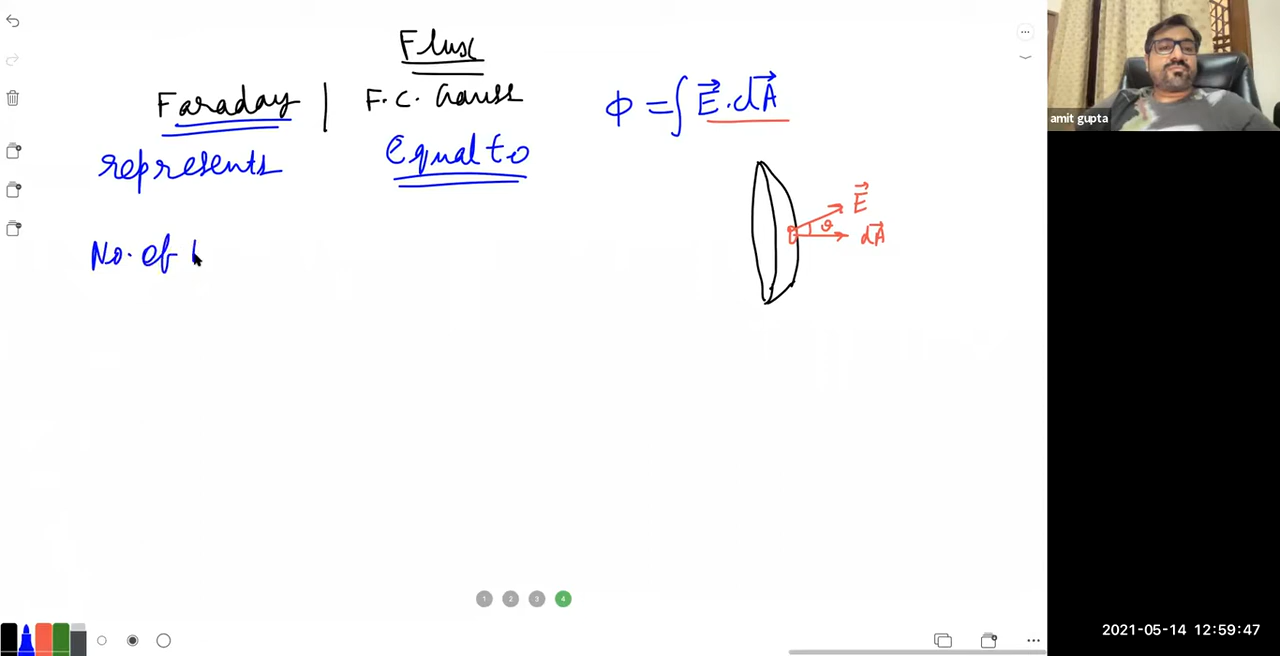 Flux
Faraday | F.C. Gauss
Φ = ∫ E⃗ . dA⃗
represents
equal to
E⃗
θ
dA⃗
No. of
1 2 3 4
amit gupta
2021-05-14 12:59:47